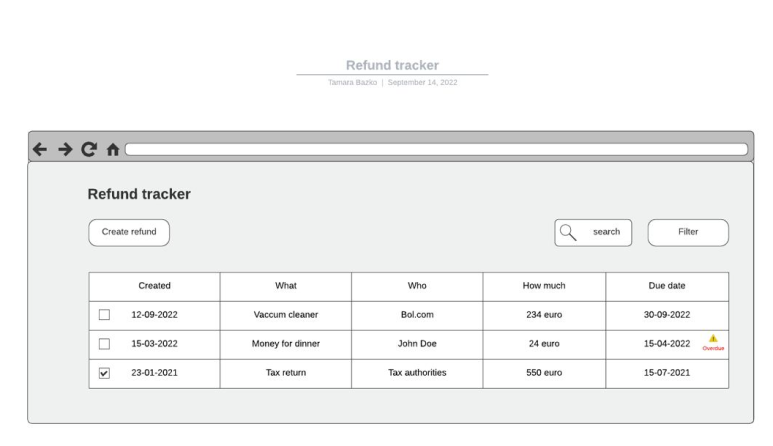 Refund tracker
Tamara Bazko | September 14, 2022
Refund tracker
Create refund search Filter
Created What Who How much Due date
12-09-2022 Vaccum cleaner Bol.com 234 euro 30-09-2022
15-03-2022 Money for dinner John Doe 24 euro 15-04-2022 Overdue
23-01-2021 Tax return Tax authorities 550 euro 15-07-2021